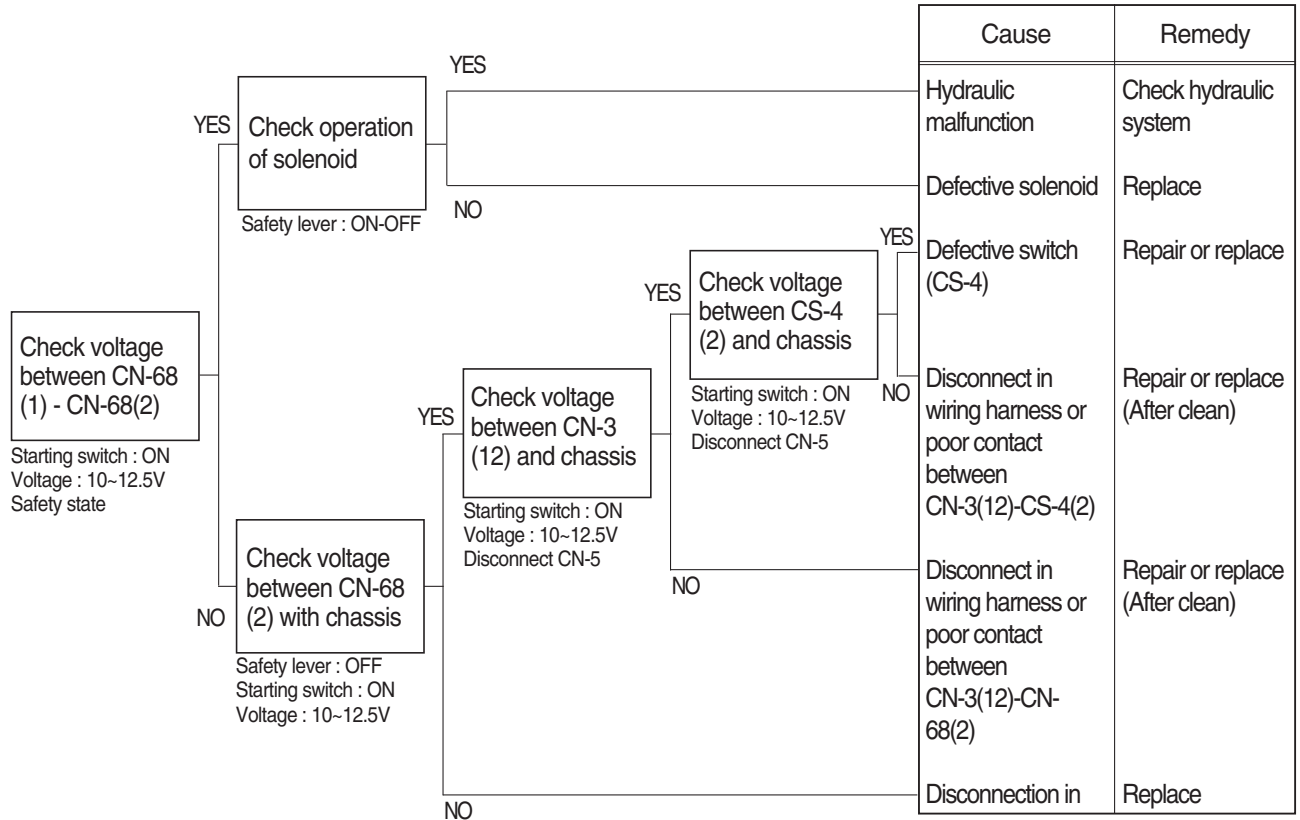 Cause
Remedy
YES
Hydraulic
malfunction
Check hydraulic
system
YES
Check operation
of solenoid
NO
Defective solenoid
Replace
Safety lever : ON-OFF
YES
Defective switch
(CS-4)
Repair or replace
YES
Check voltage
between CS-4
(2) and chassis
Starting switch : ON
Voltage : 10~12.5V
Disconnect CN-5
NO
Disconnect in
wiring harness or
poor contact
between
CN-3(12)-CS-4(2)
Repair or replace
(After clean)
Check voltage
between CN-68
(1) - CN-68(2)
Starting switch : ON
Voltage : 10~12.5V
Safety state
YES
Check voltage
between CN-3
(12) and chassis
Starting switch : ON
Voltage : 10~12.5V
Disconnect CN-5
NO
Disconnect in
wiring harness or
poor contact
between
CN-3(12)-CN-
68(2)
Repair or replace
(After clean)
NO
Check voltage
between CN-68
(2) with chassis
Safety lever : OFF
Starting switch : ON
Voltage : 10~12.5V
NO
Disconnection in
Replace